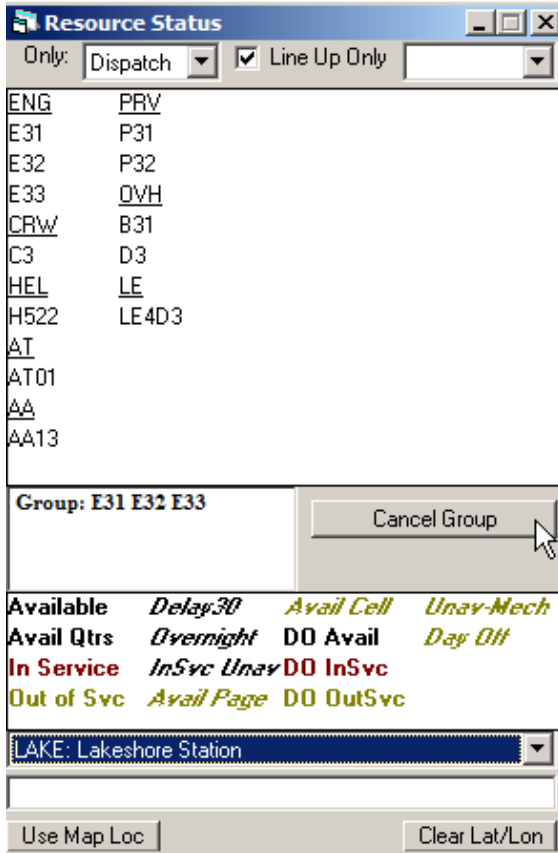 Resource Status
Only: Dispatch Line Up Only
ENG PRV
E31 P31
E32 P32
E33 OVH
CRW B31
C3 D3
HEL LE
H522 LE4D3
AT
AT01
AA
AA13
Group: E31 E32 E33
Cancel Group
Available Delay30 Avail Cell Unav-Mech
Avail Qtrs Overnight DO Avail Day Off
In Service InSvc Unav DO InSvc
Out of Svc Avail Page DO OutSvc
LAKE: Lakeshore Station
Use Map Loc Clear Lat/Lon